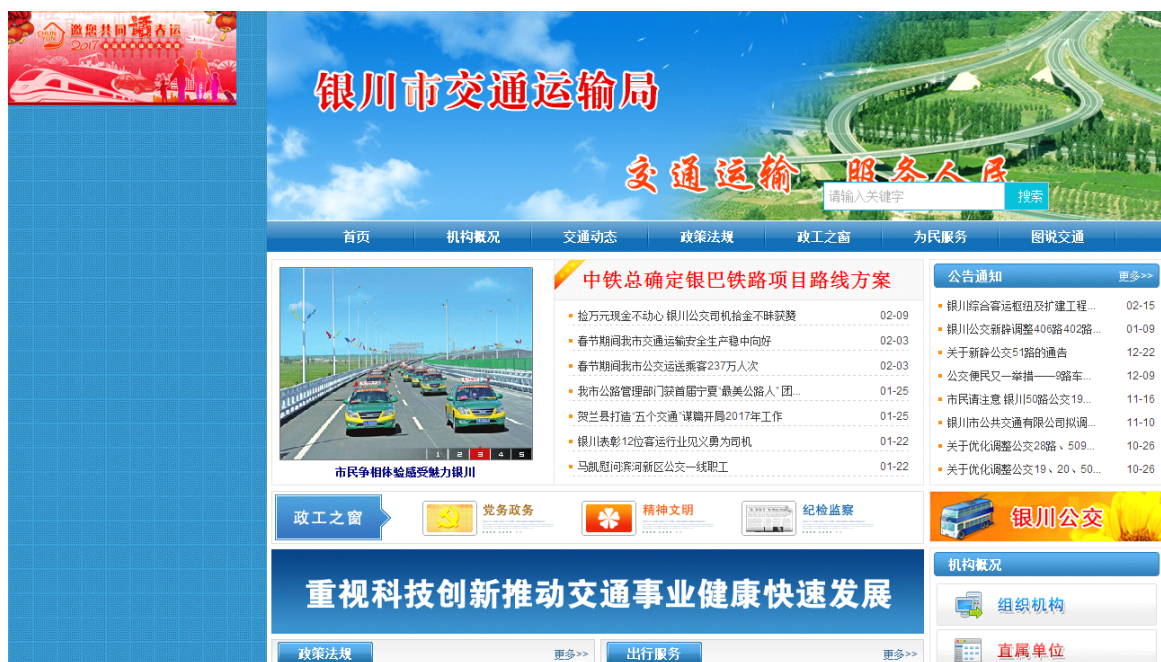 邀您共同话春运
CHUN
YUN
2017
银川市交通运输局
交通运输 服务人民
请输入关键字 搜索
首页 机构概况 交通动态 政策法规 政工之窗 为民服务 图说交通
1 2 3 4 5
市民争相体验感受魅力银川
中铁总确定银巴铁路项目路线方案
捡万元现金不动心 银川公交司机拾金不昧获赞 02-09
春节期间我市交通运输安全生产稳中向好 02-03
春节期间我市公交运送乘客237万人次 02-03
我市公路管理部门获首届宁夏“最美公路人”团... 01-25
贺兰县打造“五个交通”谋篇开局2017年工作 01-25
银川表彰12位客运行业见义勇为司机 01-22
马凯慰问滨河新区公交一线职工 01-22
公告通知 更多>>
银川综合客运枢纽及扩建工程... 02-15
银川公交新辟调整406路402路... 01-09
关于新辟公交51路的通告 12-22
公交便民又一举措——9路车... 12-09
市民请注意 银川50路公交19... 11-16
银川市公共交通有限公司拟调... 11-10
关于优化调整公交28路、509... 10-26
关于优化调整公交19、20、50... 10-26
政工之窗
党务政务
精神文明
纪检监察
银川公交
重视科技创新推动交通事业健康快速发展
机构概况
组织机构
直属单位
政策法规 更多>>
出行服务 更多>>